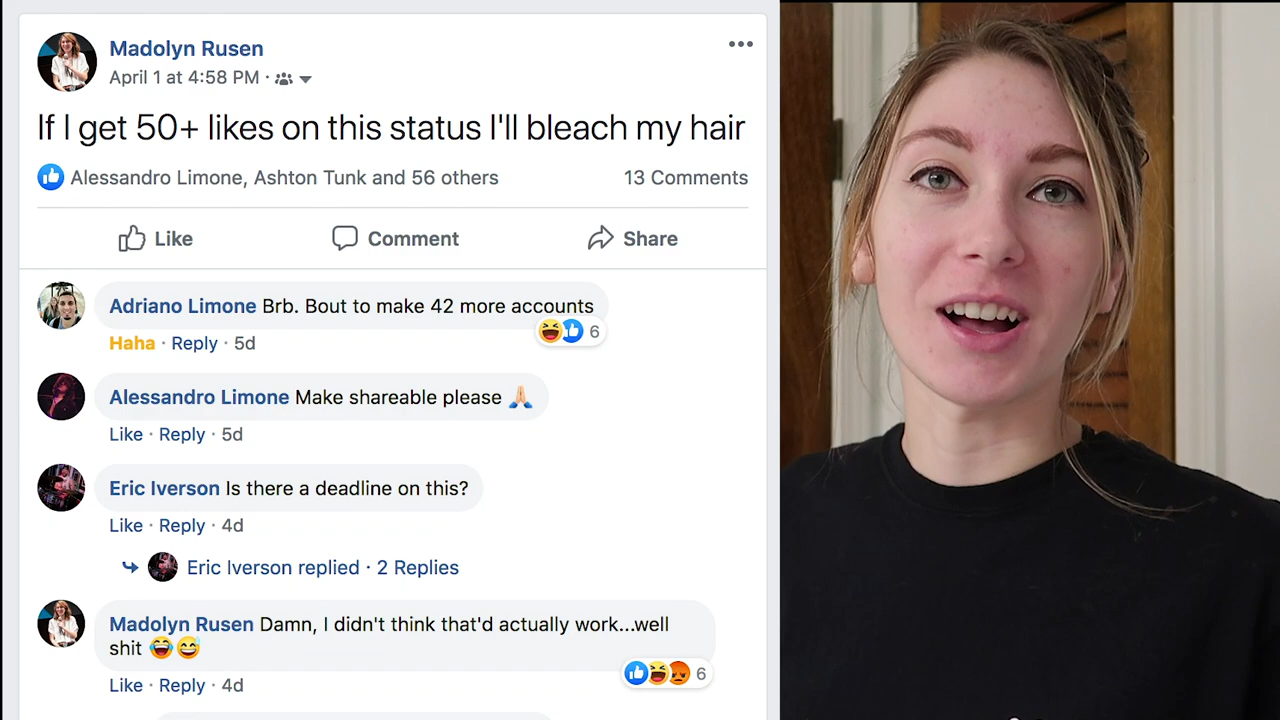 Madolyn Rusen
April 1 at 4:58 PM ·
If I get 50+ likes on this status I'll bleach my hair
Alessandro Limone, Ashton Tunk and 56 others 13 Comments
Like Comment Share
Adriano Limone Brb. Bout to make 42 more accounts
6
Haha · Reply · 5d
Alessandro Limone Make shareable please 🙏🏻
Like · Reply · 5d
Eric Iverson Is there a deadline on this?
Like · Reply · 4d
Eric Iverson replied · 2 Replies
Madolyn Rusen Damn, I didn't think that'd actually work...well
shit 😂😅
6
Like · Reply · 4d